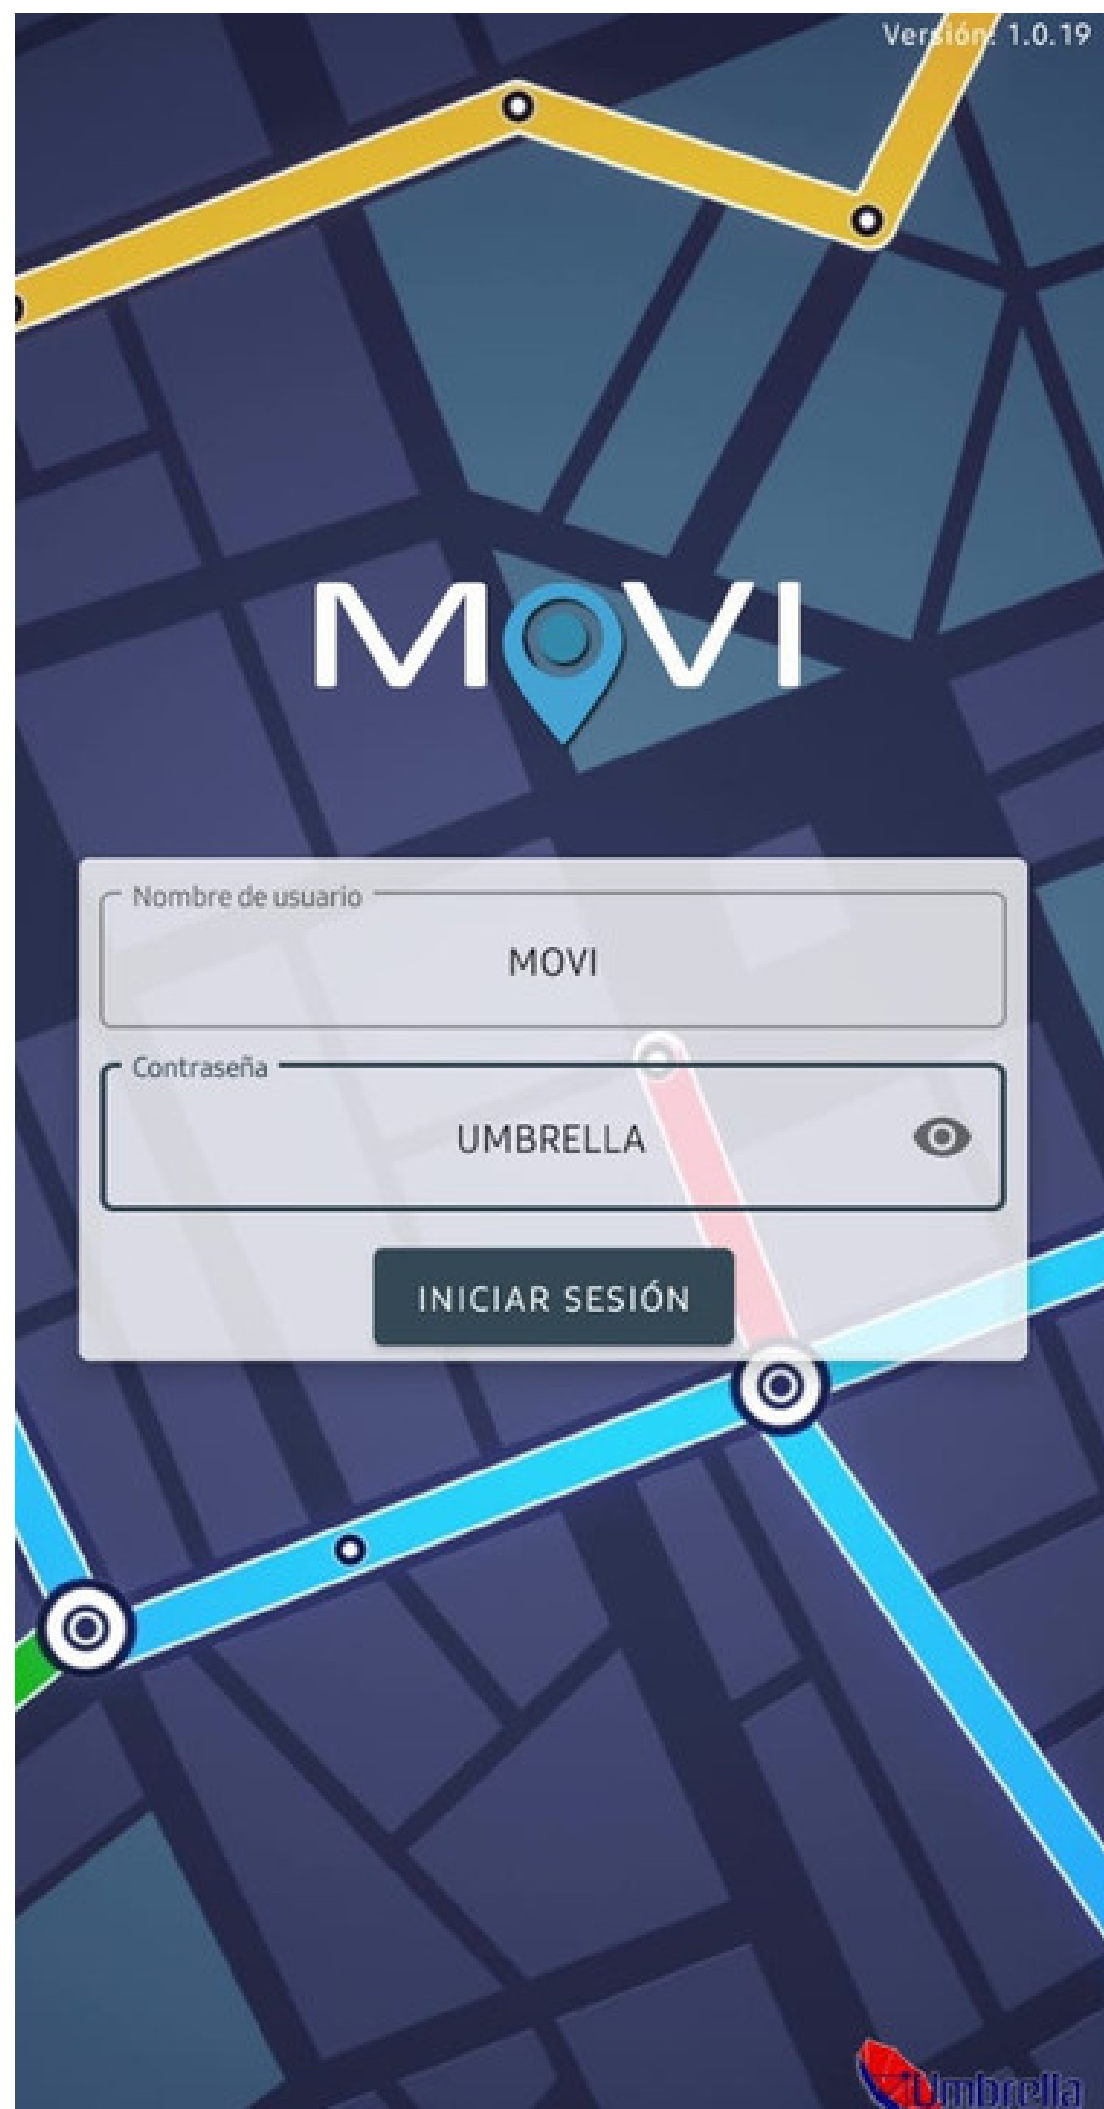 Versión: 1.0.19
MOVI
Nombre de usuario
MOVI
Contraseña
UMBRELLA
INICIAR SESIÓN
Umbrella